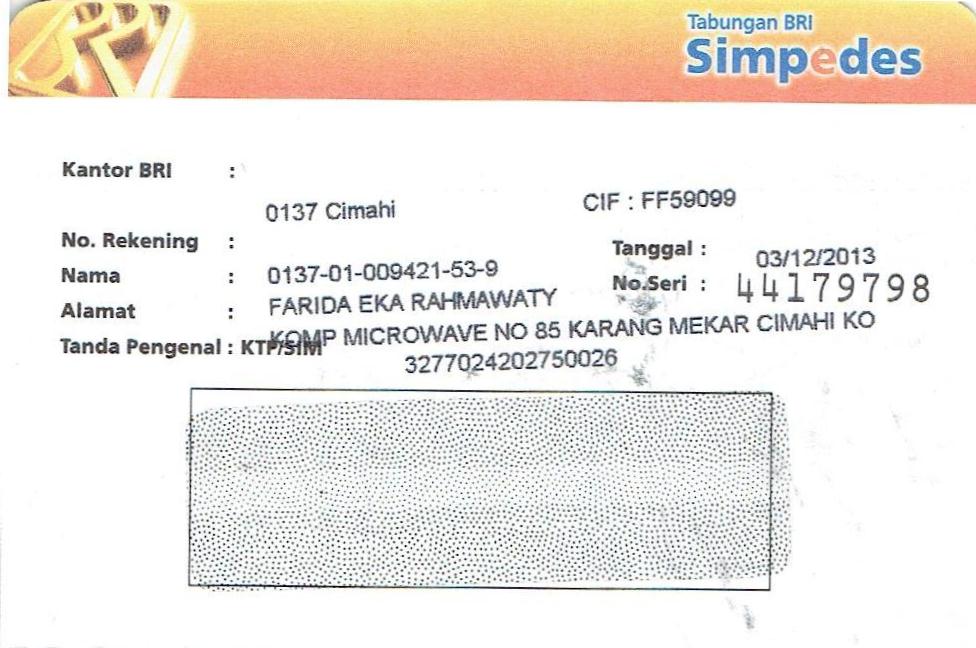 BRI
Tabungan BRI
Simpedes
Kantor BRI :
0137 Cimahi CIF : FF59099
No. Rekening : Tanggal : 03/12/2013
Nama : 0137-01-009421-53-9 No.Seri : 44179798
Alamat : FARIDA EKA RAHMAWATY
KOMP MICROWAVE NO 85 KARANG MEKAR CIMAHI KO
Tanda Pengenal : KTP/SIM
3277024202750026